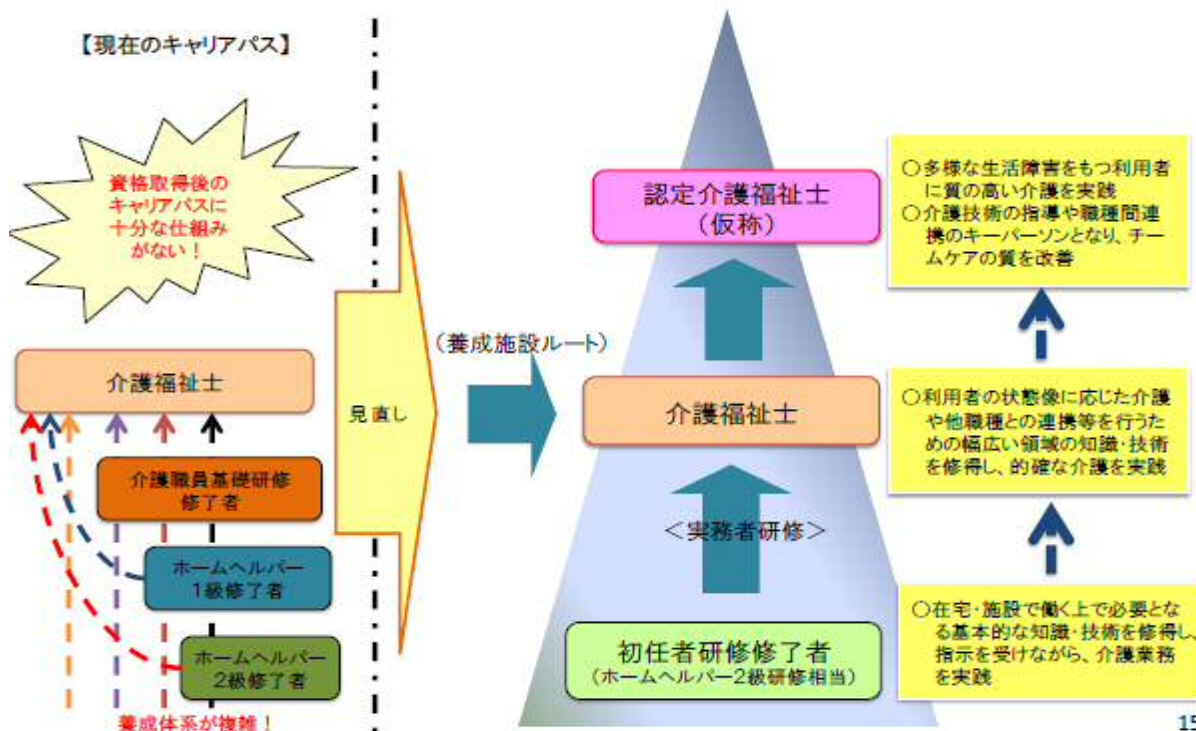 【現在のキャリアパス】
資格取得後の
キャリアパスに
十分な仕組み
がない！
介護福祉士
介護職員基礎研修
修了者
ホームヘルパー
1級修了者
ホームヘルパー
2級修了者
養成体系が複雑！
見直し
（養成施設ルート）
認定介護福祉士
（仮称）
介護福祉士
＜実務者研修＞
初任者研修修了者
（ホームヘルパー2級研修相当）
○多様な生活障害をもつ利用者
に質の高い介護を実践
○介護技術の指導や職種間連
携のキーパーソンとなり、チー
ムケアの質を改善
○利用者の状態像に応じた介護
や他職種との連携等を行うた
めの幅広い領域の知識・技術
を修得し、的確な介護を実践
○在宅・施設で働く上で必要とな
る基本的な知識・技術を修得し、
指示を受けながら、介護業務
を実践
15